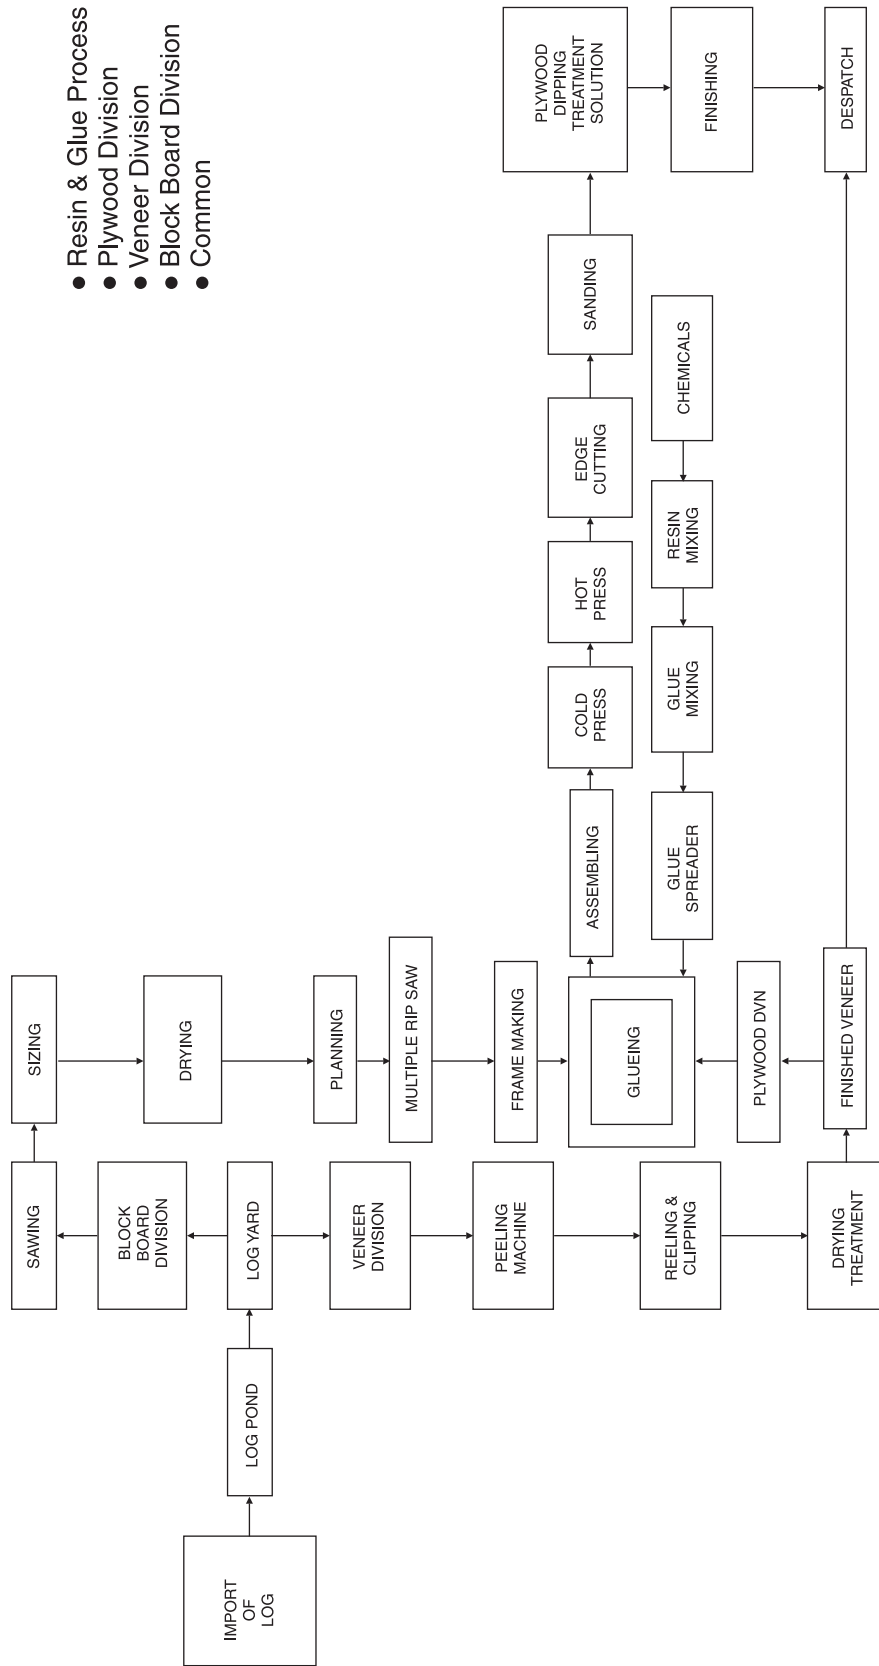 Resin & Glue Process
Plywood Division
Veneer Division
Block Board Division
Common
IMPORT
OF
LOG
LOG POND
LOG YARD
BLOCK
BOARD
DIVISION
SAWING
SIZING
DRYING
PLANNING
MULTIPLE RIP SAW
FRAME MAKING
GLUEING
VENEER
DIVISION
PEELING
MACHINE
REELING &
CLIPPING
DRYING
TREATMENT
FINISHED VENEER
PLYWOOD DVN
ASSEMBLING
COLD
PRESS
HOT
PRESS
EDGE
CUTTING
SANDING
PLYWOOD
DIPPING
TREATMENT
SOLUTION
FINISHING
DESPATCH
CHEMICALS
RESIN
MIXING
GLUE
MIXING
GLUE
SPREADER